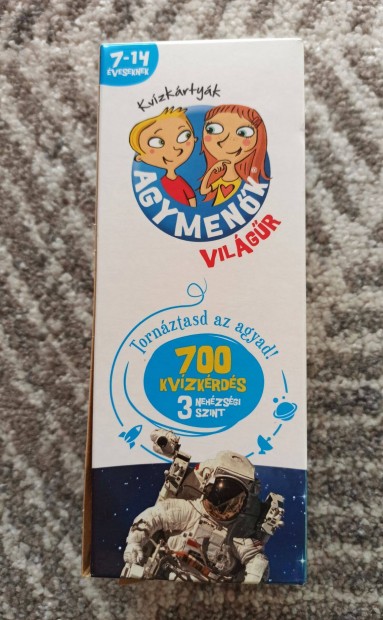 7-14
ÉVESEKNEK
Kvízkártyák
AGYMENŐK
VILÁGŰR
Tornáztasd az agyad!
700
KVÍZKÉRDÉS
3 NEHÉZSÉGI
SZINT